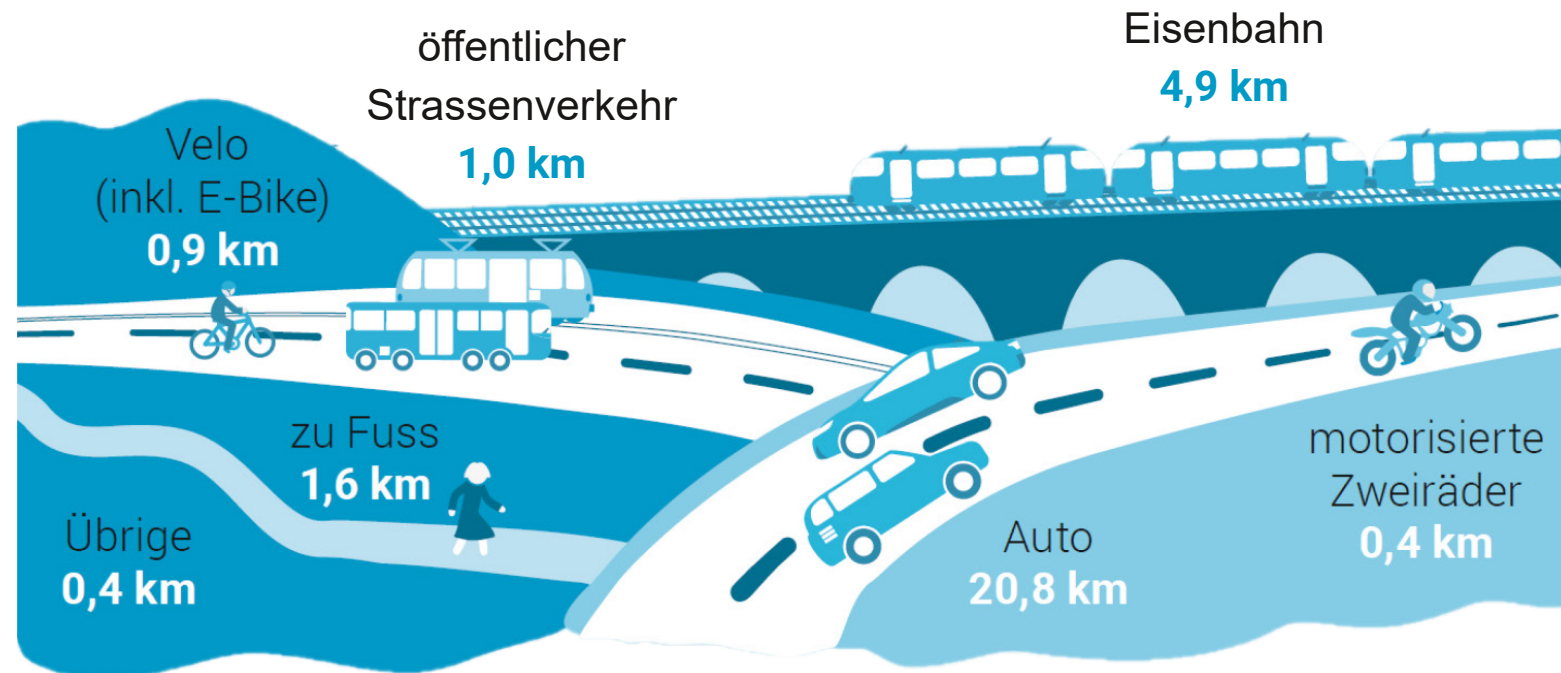 öffentlicher
Strassenverkehr
1,0 km
Eisenbahn
4,9 km
Velo
(inkl. E-Bike)
0,9 km
zu Fuss
1,6 km
Übrige
0,4 km
Auto
20,8 km
motorisierte
Zweiräder
0,4 km